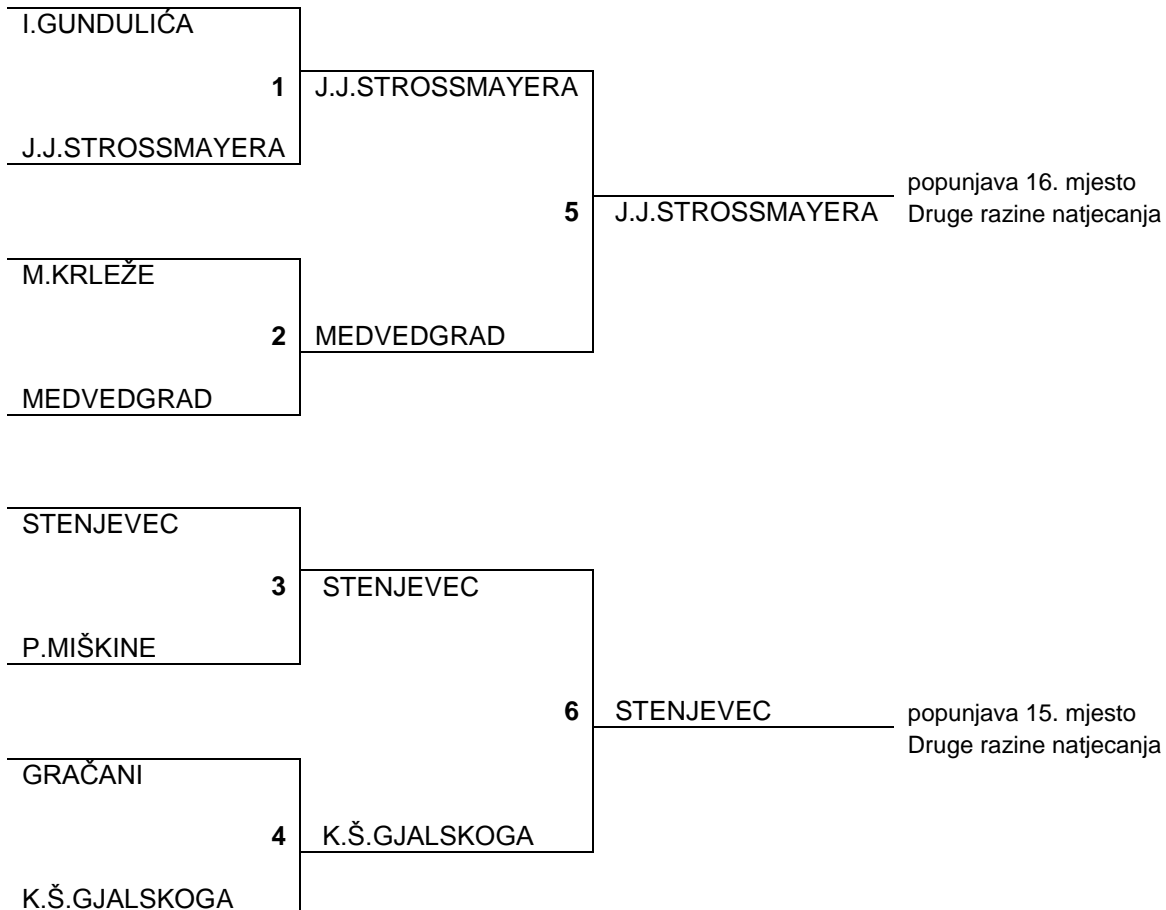 I.GUNDULIĆA
1 J.J.STROSSMAYERA
J.J.STROSSMAYERA
popunjava 16. mjesto
5 J.J.STROSSMAYERA Druge razine natjecanja
M.KRLEŽE
2 MEDVEDGRAD
MEDVEDGRAD
STENJEVEC
3 STENJEVEC
P.MIŠKINE
6 STENJEVEC popunjava 15. mjesto
Druge razine natjecanja
GRAČANI
4 K.Š.GJALSKOGA
K.Š.GJALSKOGA